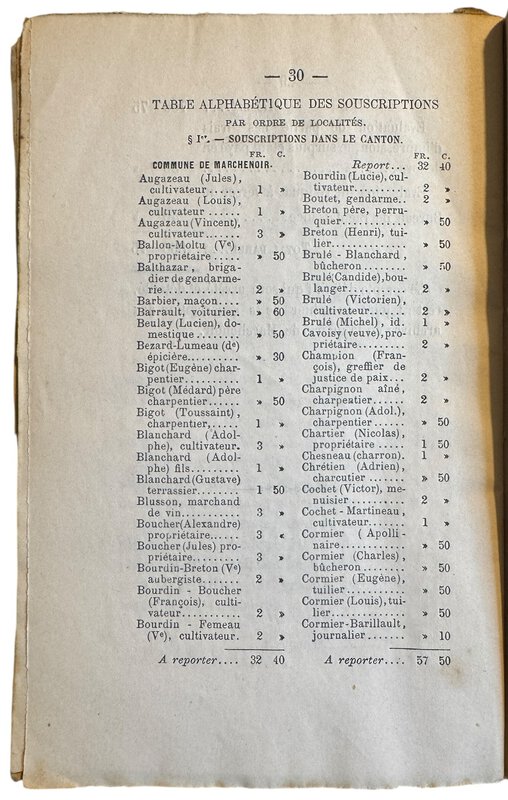 — 30 —
TABLE ALPHABÉTIQUE DES SOUSCRIPTIONS
PAR ORDRE DE LOCALITÉS.
§ Iᵉʳ. — SOUSCRIPTIONS DANS LE CANTON.
FR. C.
COMMUNE DE MARCHENOIR.
Augazeau (Jules),
cultivateur...... 1 »
Augazeau (Louis),
cultivateur...... 1 »
Augazeau (Vincent),
cultivateur...... 3 »
Ballon-Moltu (Vᵉ),
propriétaire ..... » 50
Balthazar, briga-
dier de gendarme-
rie............. 2 »
Barbier, maçon.... » 50
Barrault, voiturier. » 60
Beulay (Lucien), do-
mestique ........ » 50
Bezard-Lumeau (dᵉ)
épicière......... » 30
Bigot (Eugène) char-
pentier.......... 1 »
Bigot (Médard) père
charpentier ..... » 50
Bigot (Toussaint),
charpentier,..... 1 »
Blanchard (Adol-
phe), cultivateur. 3 »
Blanchard (Adol-
phe) fils......... 1 »
Blanchard (Gustave)
terrassier........ 1 50
Blusson, marchand
de vin........... 3 »
Boucher (Alexandre)
propriétaire...... 3 «
Boucher (Jules) pro-
priétaire......... 3 »
Bourdin-Breton (Vᵉ)
aubergiste....... 2 »
Bourdin - Boucher
(François), culti-
vateur........... 2 »
Bourdin - Femeau
(Vᵉ), cultivateur. 2 »
A reporter.... 32 40
FR. C.
Report... 32 40
Bourdin (Lucie), cul-
tivateur.......... 2 »
Boutet, gendarme.. 2 »
Breton père, perru-
quier............ » 50
Breton (Henri), tui-
lier.............. » 50
Brulé - Blanchard,
bûcheron ........ » 50
Brulé (Candide), bou-
langer........... 2 »
Brulé (Victorien),
cultivateur....... 2 »
Brulé (Michel), id. 1 »
Cavoisy (veuve), pro-
priétaire......... 2 »
Champion (Fran-
çois), greffier de
justice de paix... 2 »
Charpignon aîné,
charpeatier ...... 2 »
Charpignon (Adol.),
charpentier ...... » 50
Chartier (Nicolas),
propriétaire ..... 1 50
Chesneau (charron). 1 »
Chrétien (Adrien),
charcutier ....... » 50
Cochet (Victor), me-
nuisier .......... 2 »
Cochet - Martineau,
cultivateur....... 1 »
Cormier (Apolli-
naire............ » 50
Cormier (Charles),
bûcheron......... » 50
Cormier (Eugène),
tuilier........... » 50
Cormier (Louis), tui-
lier.............. » 50
Cormier-Barillault,
journalier ....... » 10
A reporter.... 57 50